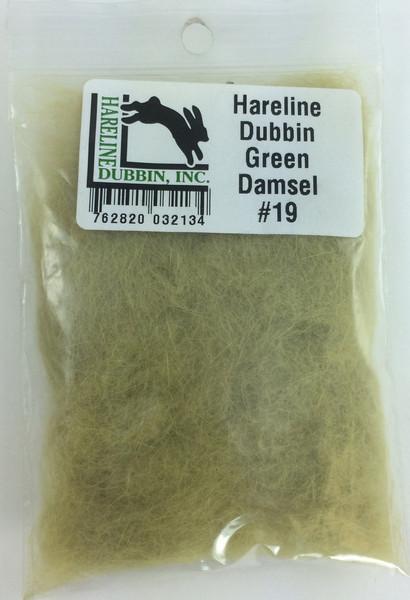 HARELINE
DUBBIN, INC.
762820 032134
Hareline
Dubbin
Green
Damsel
#19